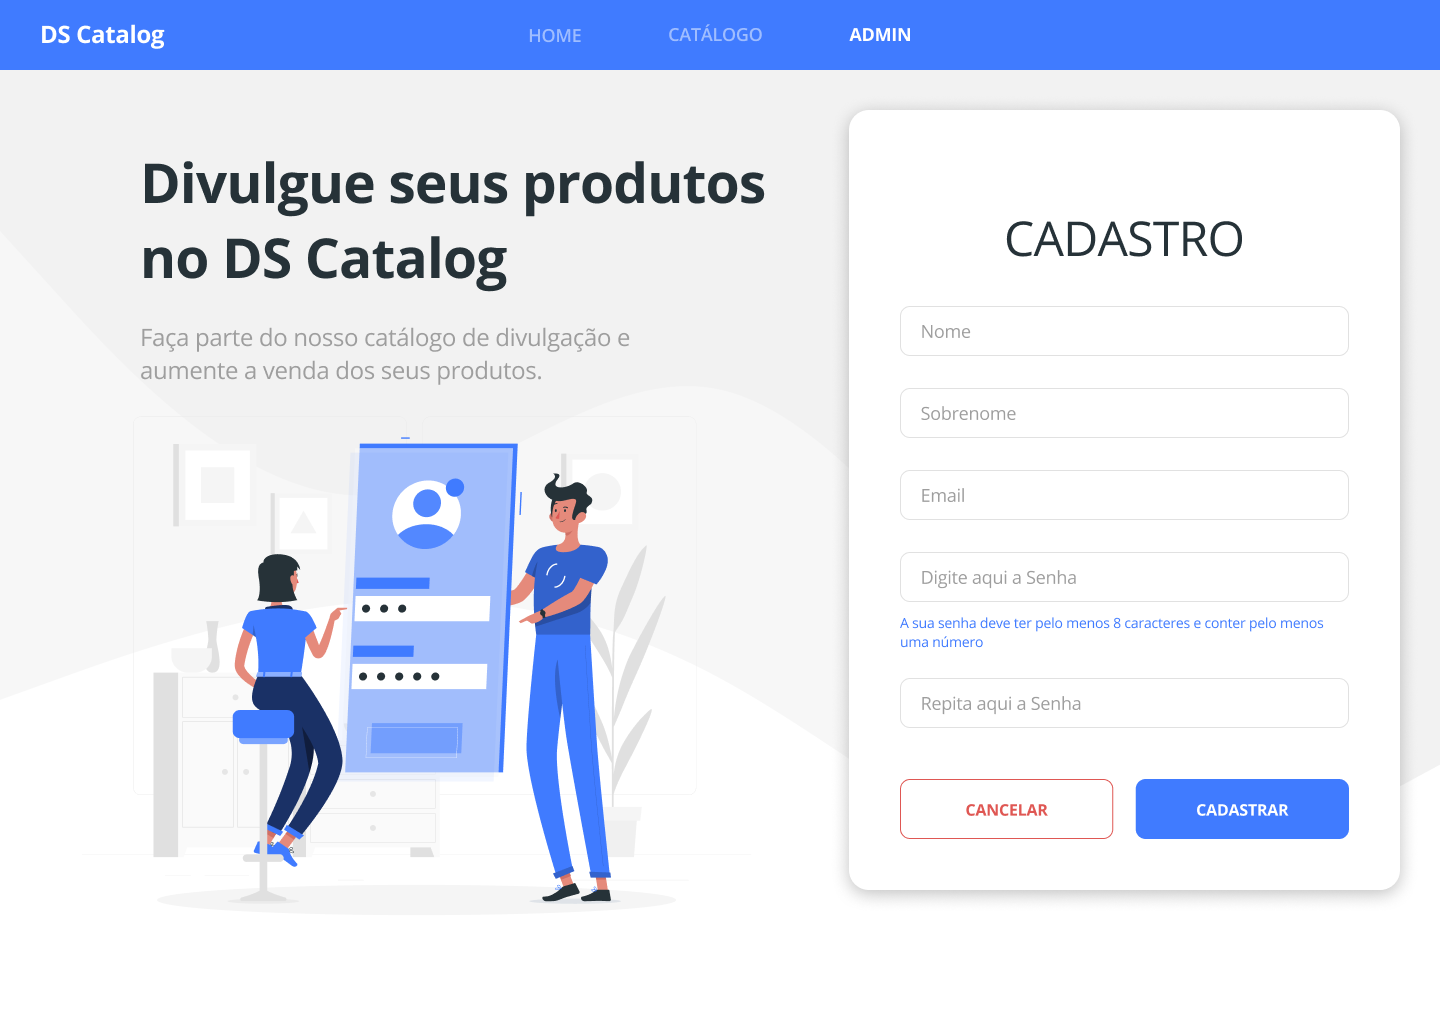 DS Catalog
HOME
CATÁLOGO
ADMIN
Divulgue seus produtos
no DS Catalog
Faça parte do nosso catálogo de divulgação e
aumente a venda dos seus produtos.
CADASTRO
Nome
Sobrenome
Email
Digite aqui a Senha
A sua senha deve ter pelo menos 8 caracteres e conter pelo menos
uma número
Repita aqui a Senha
CANCELAR
CADASTRAR